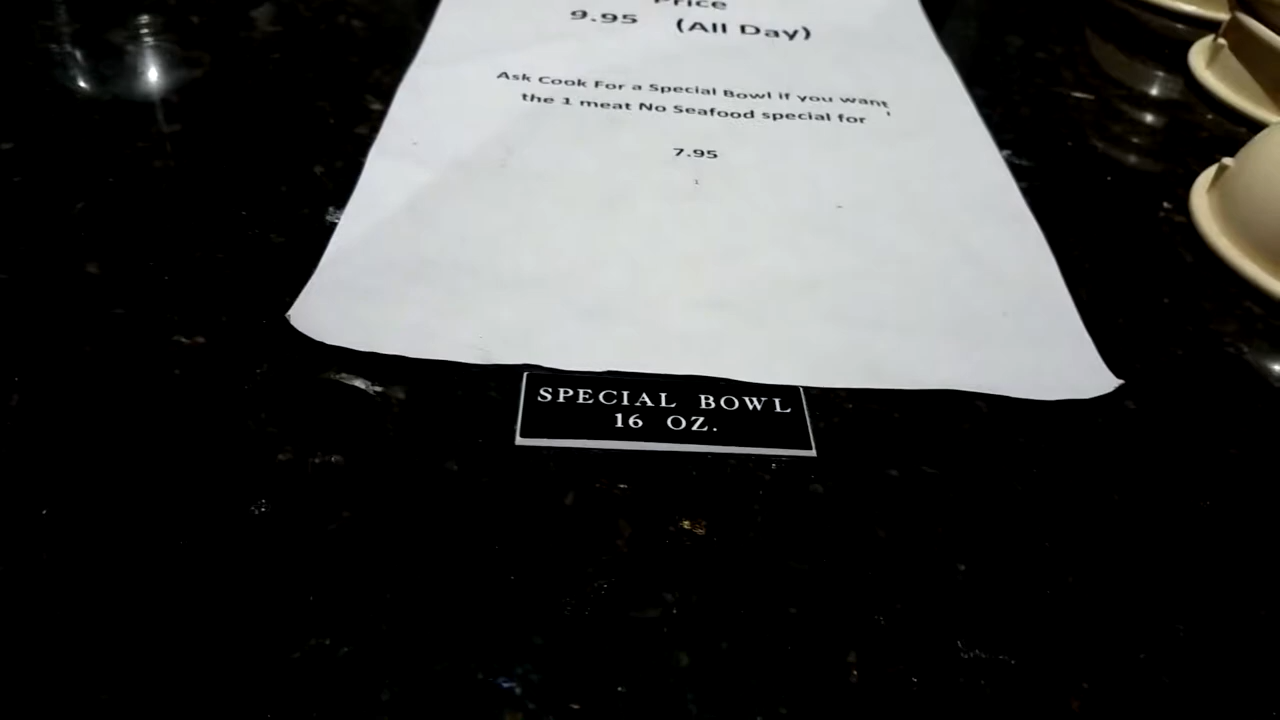 Price
9.95 (All Day)
Ask Cook For a Special Bowl if you want
the 1 meat No Seafood special for
7.95
SPECIAL BOWL
16 OZ.